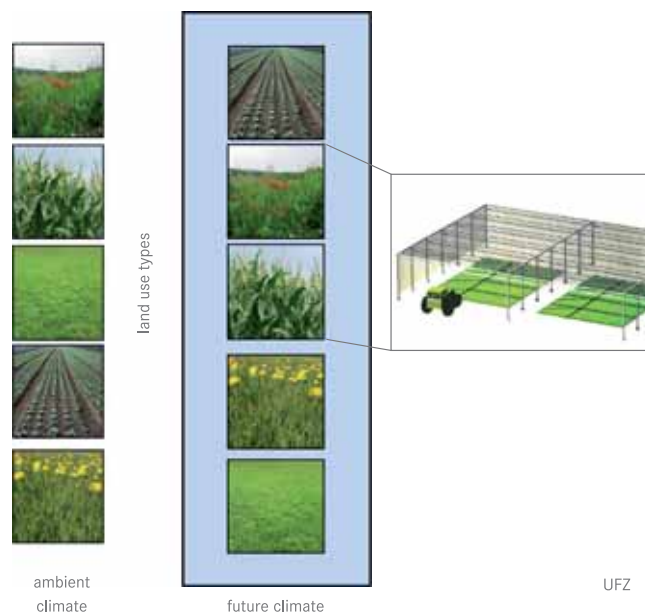 land use types
ambient
climate
future climate
UFZ